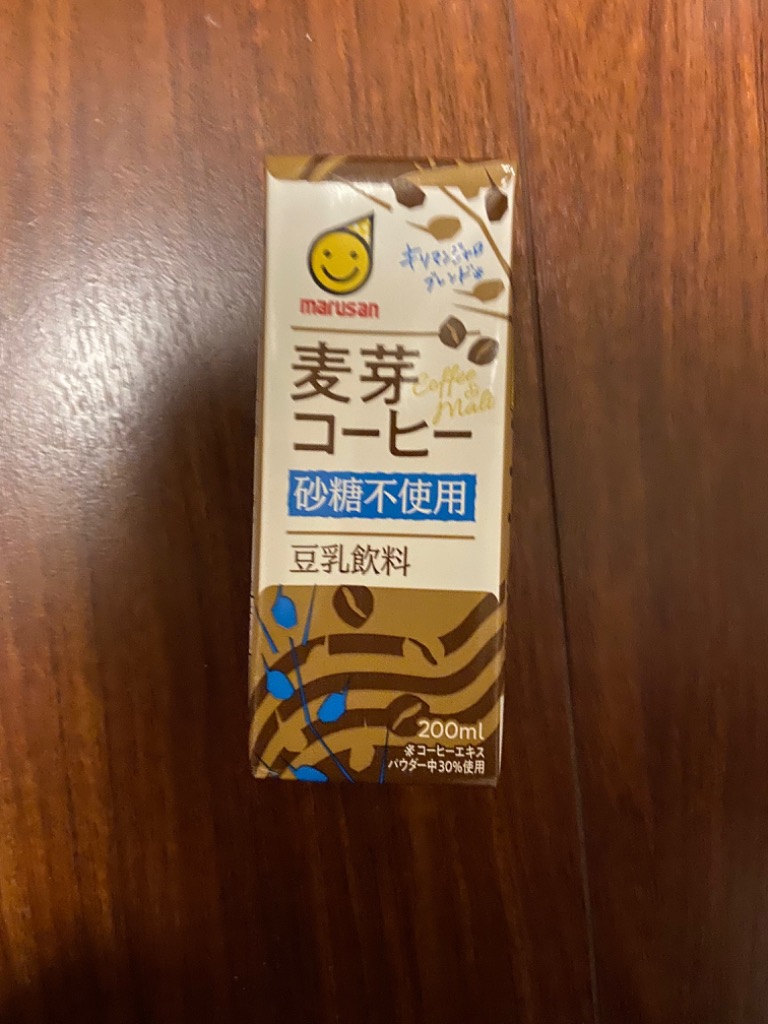 marusan
キリマンジャロ
ブレンド※
麦芽
Coffee
&
Malt
コーヒー
砂糖不使用
豆乳飲料
200ml
※コーヒーエキス
パウダー中30%使用